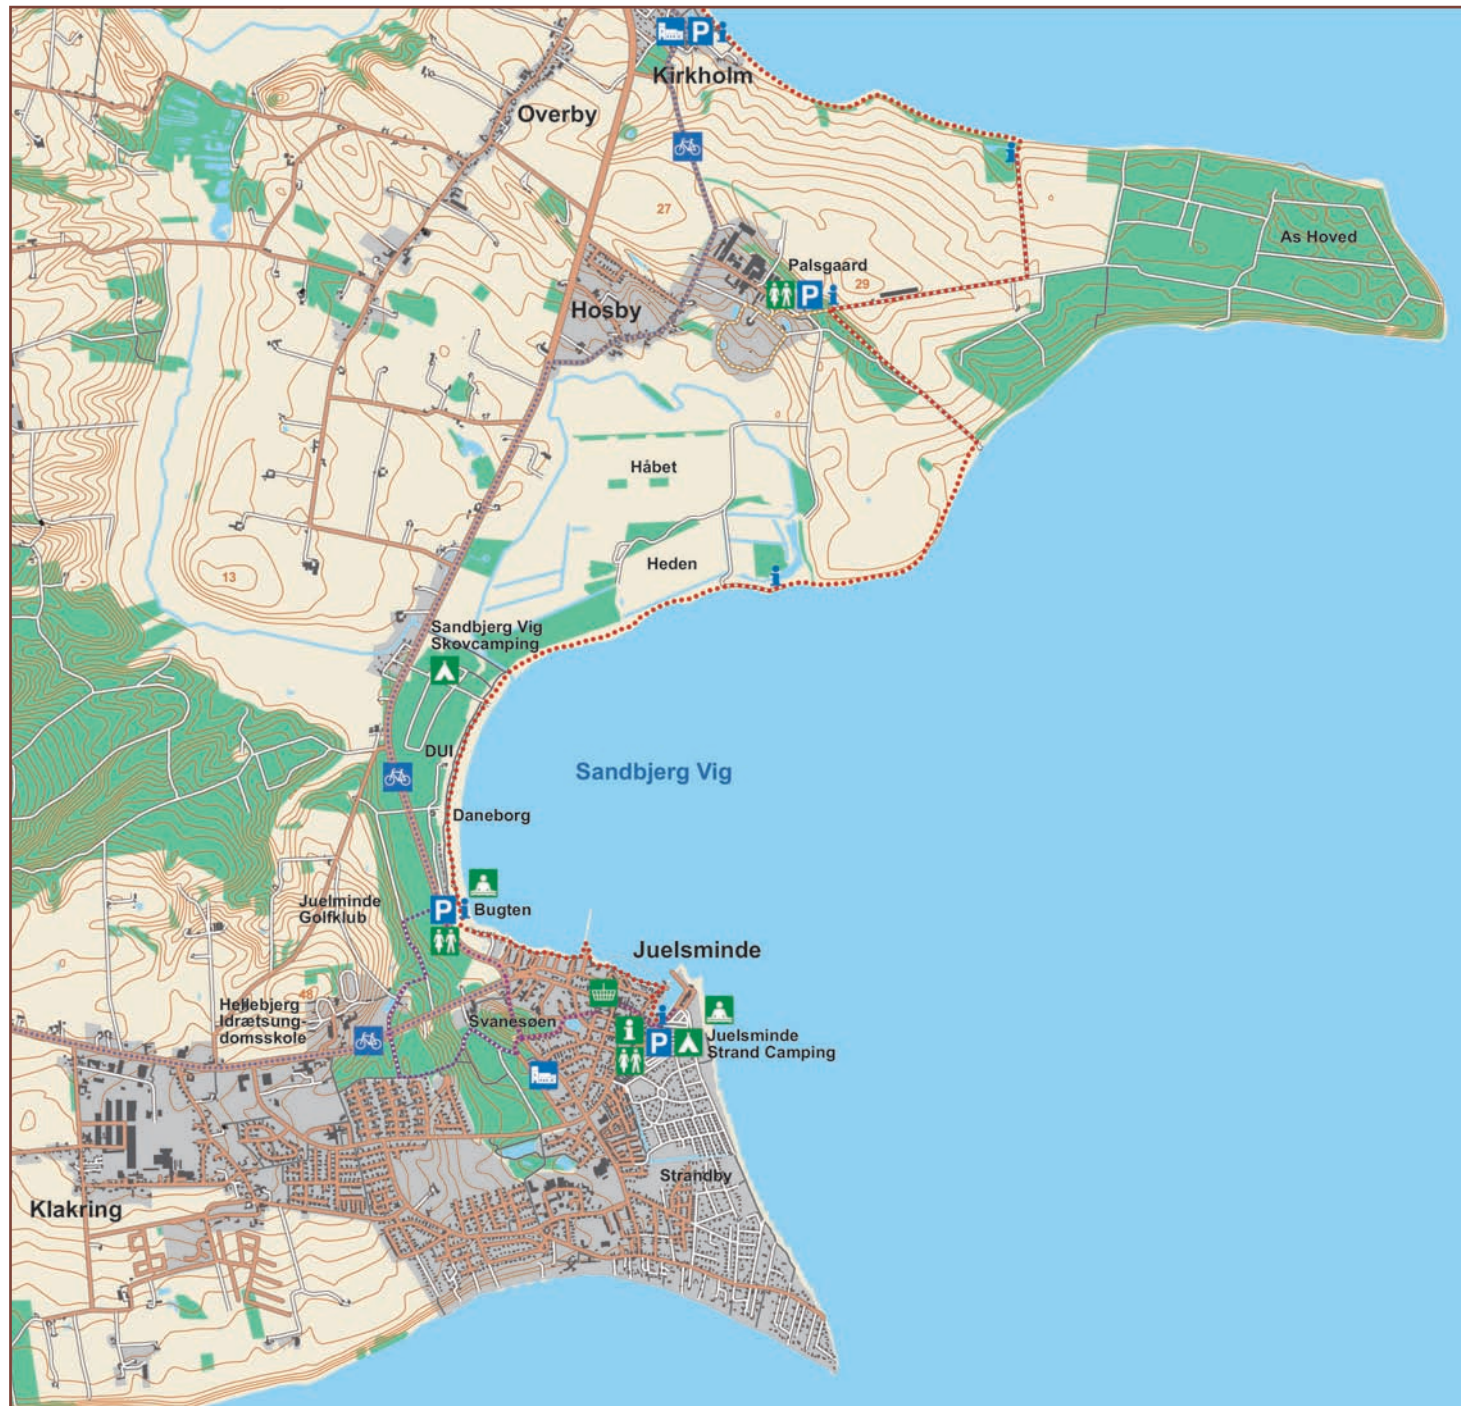 P i
Kirkholm
Overby
i
27
As Hoved
Palsgaard
29
P i
Hosby
Håbet
Heden
i
13
Sandbjerg Vig
Skovcamping
DUI
Sandbjerg Vig
Daneborg
Juelminde
Golfklub
P i
Bugten
Juelsminde
48
Hellebjerg
Idrætsung-
domsskole
Svanesøen
i
i
P
Juelsminde
Strand Camping
Strandby
Klakring